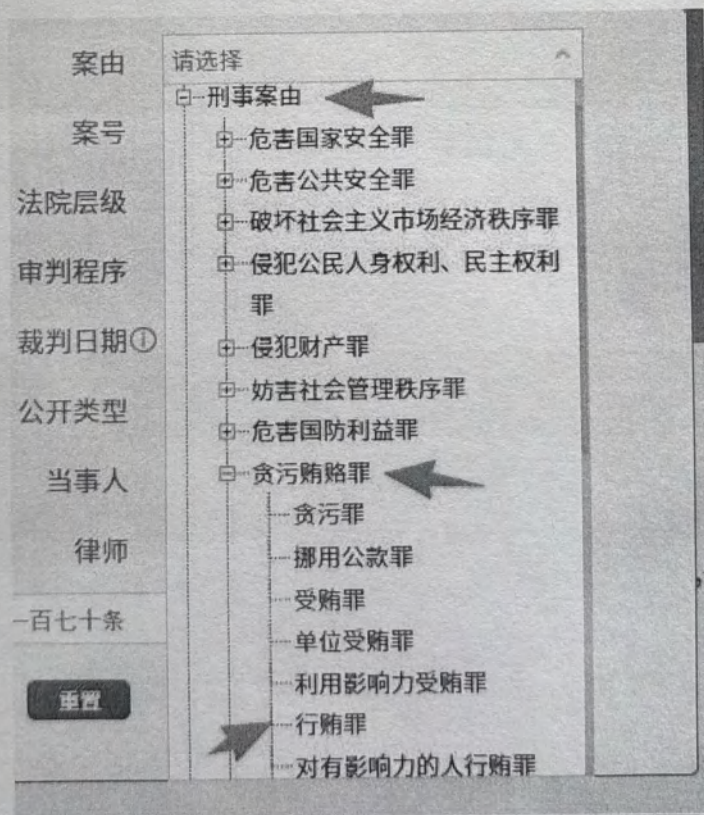 案由
请选择
刑事案由
案号
危害国家安全罪
危害公共安全罪
法院层级
破坏社会主义市场经济秩序罪
审判程序
侵犯公民人身权利、民主权利
罪
裁判日期
侵犯财产罪
妨害社会管理秩序罪
公开类型
危害国防利益罪
当事人
贪污贿赂罪
贪污罪
律师
挪用公款罪
受贿罪
一百七十条
单位受贿罪
利用影响力受贿罪
重置
行贿罪
对有影响力的人行贿罪